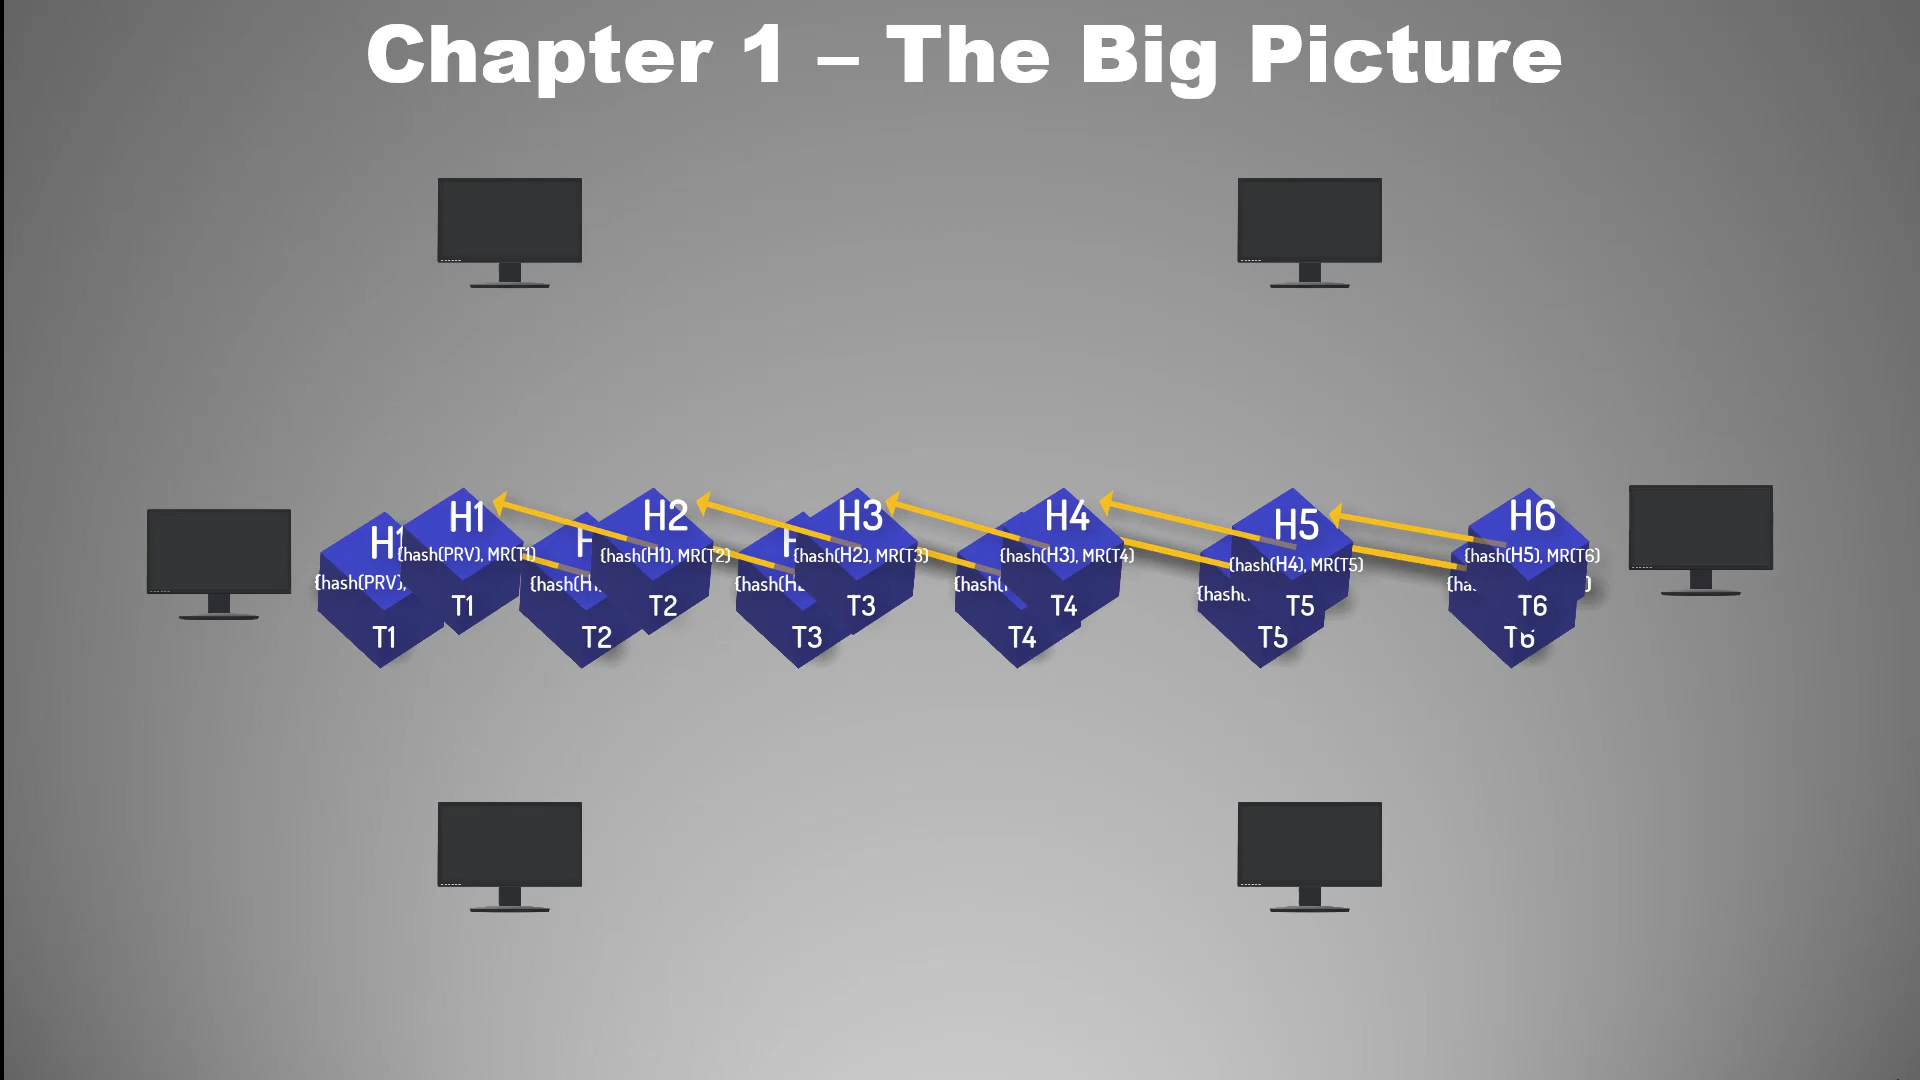 Chapter 1 – The Big Picture
H1 H2 H3 H4 H5 H6
{hash(PRV), MR(T1) {hash(H1), MR(T2) {hash(H2), MR(T3) {hash(H3), MR(T4) {hash(H4), MR(T5) {hash(H5), MR(T6)
{hash(PRV),
T1 T2 T3 T4 T5 T6
T1 T2 T3 T4 T5 T6